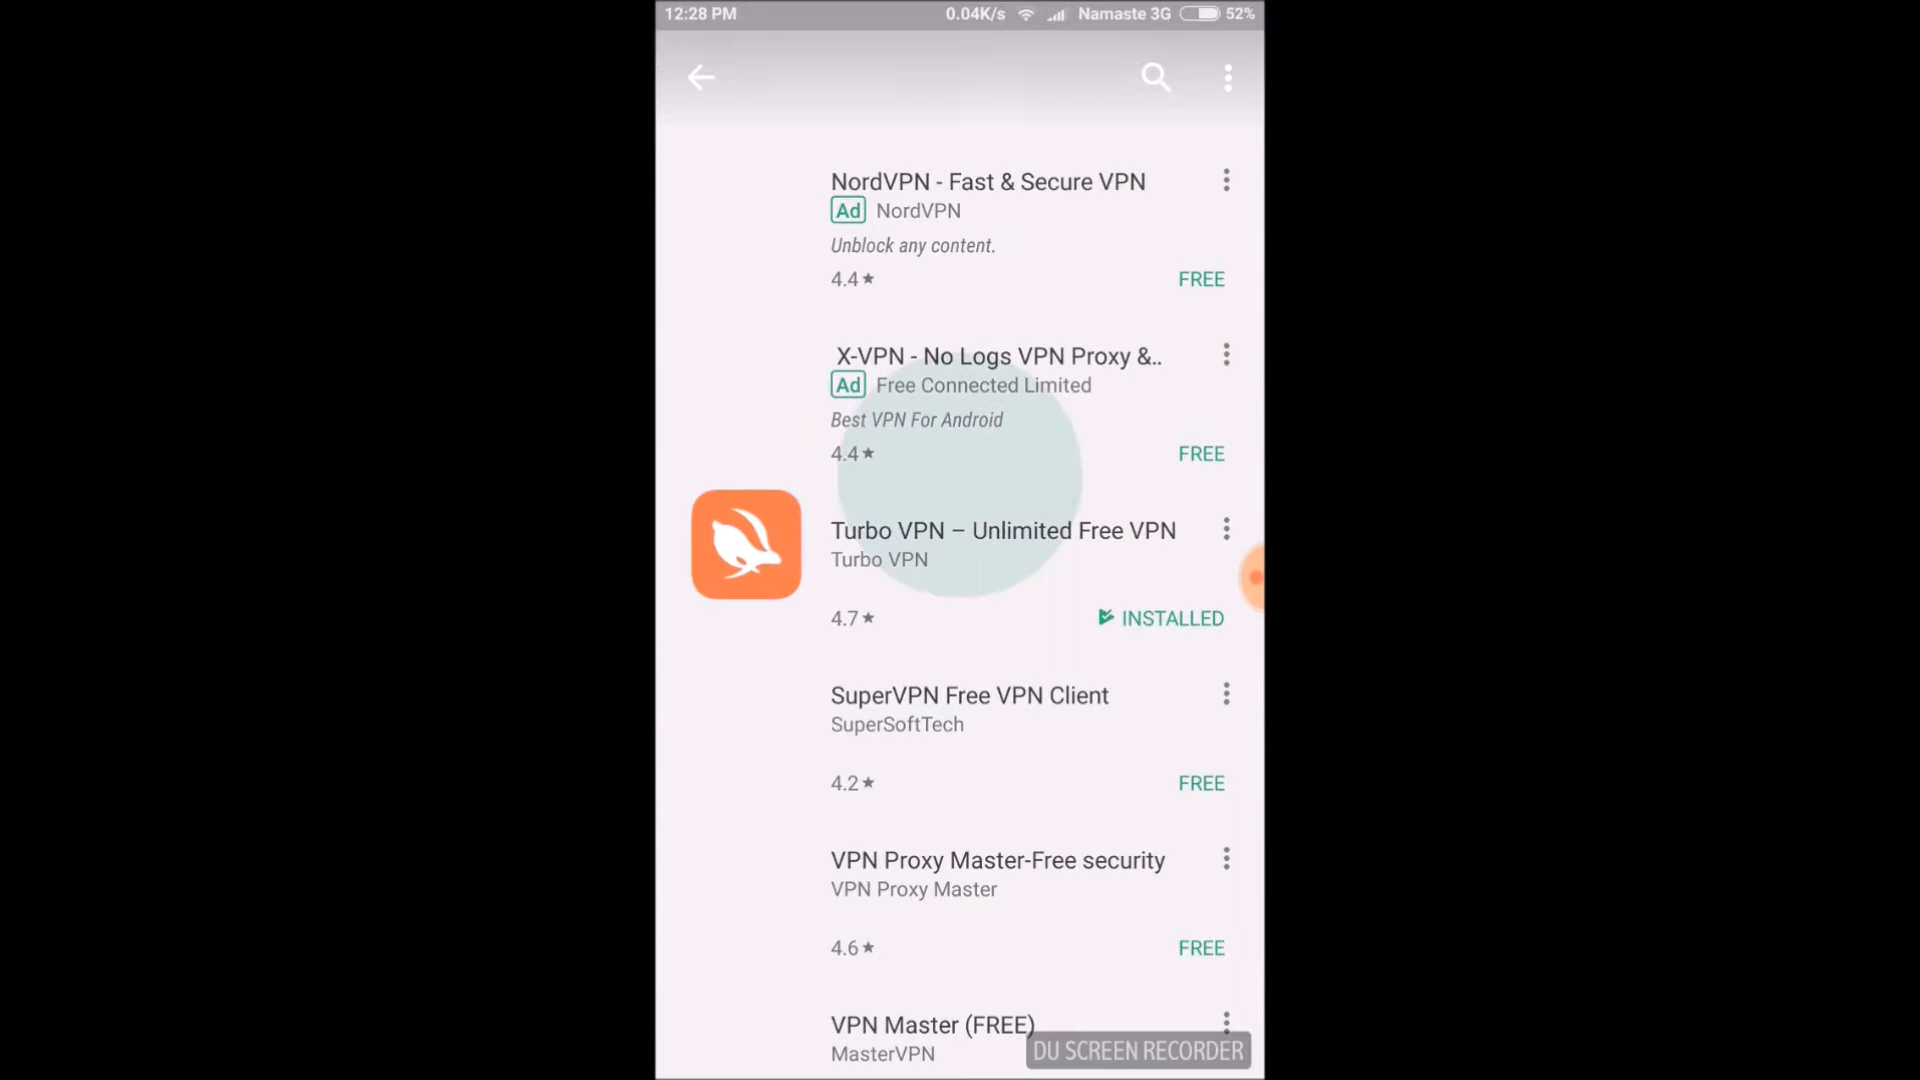 12:28 PM 0.04K/s Namaste 3G 52%
NordVPN - Fast & Secure VPN
Ad NordVPN
Unblock any content.
4.4★ FREE
X-VPN - No Logs VPN Proxy &..
Ad Free Connected Limited
Best VPN For Android
4.4★ FREE
Turbo VPN – Unlimited Free VPN
Turbo VPN
4.7★ INSTALLED
SuperVPN Free VPN Client
SuperSoftTech
4.2★ FREE
VPN Proxy Master-Free security
VPN Proxy Master
4.6★ FREE
VPN Master (FREE)
MasterVPN
DU SCREEN RECORDER